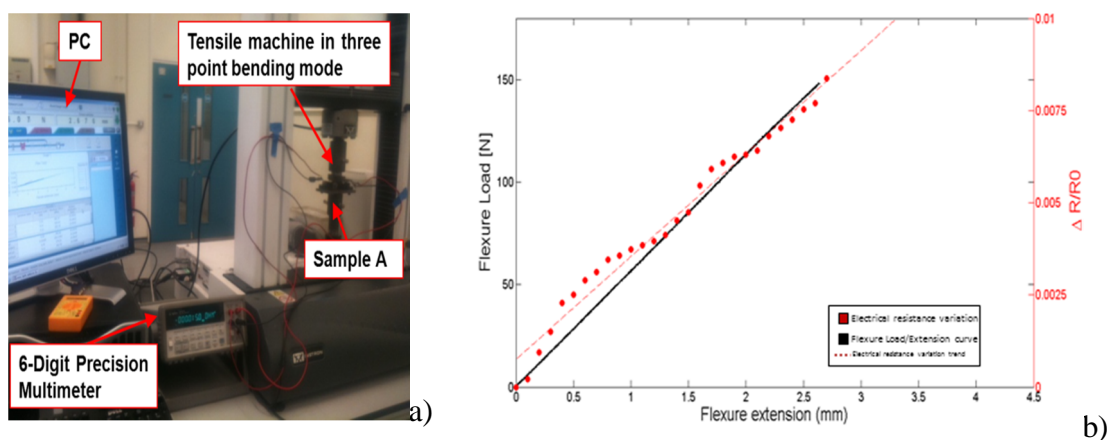 PC
Tensile machine in three
point bending mode
Sample A
6-Digit Precision
Multimeter
a)
Flexure Load [N]
150
100
50
0
0 0.5 1 1.5 2 2.5 3 3.5 4 4.5
Flexure extension (mm)
0.01
0.0075
0.005
0.0025
0
Δ R/R0
Electrical resistance variation
Flexure Load/Extension curve
Electrical resistance variation trend
b)